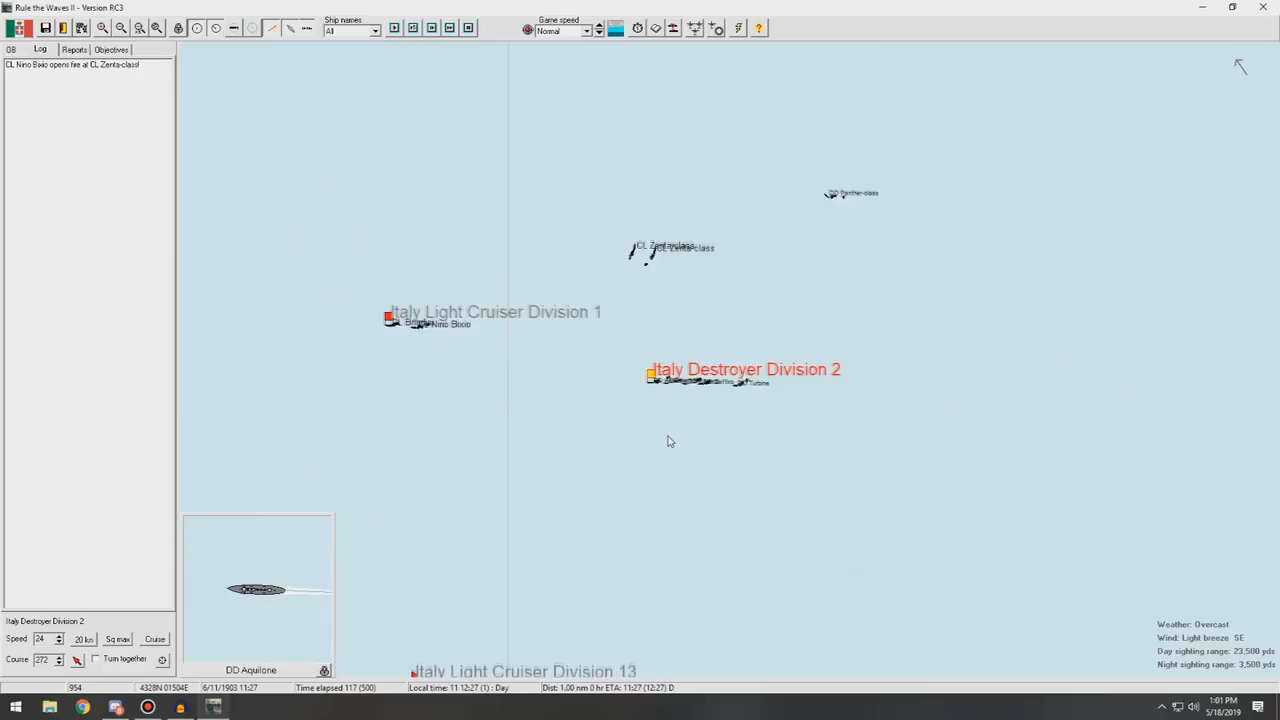 Rule the Waves II - Version RC3
Ship names
All
Game speed
Normal
OB Log Reports Objectives
CL Nino Bixio opens fire at CL Zenta-class!
DD Panther-class
CL Zenta-class
CL Zenta-class
Italy Light Cruiser Division 1
Nino Bixio
Italy Destroyer Division 2
DD Turbine
Italy Light Cruiser Division 13
DD Aquilone
Italy Destroyer Division 2
Speed 24 20 kn Sq max Cruise
Course 272 Turn together
Weather: Overcast
Wind: Light breeze SE
Day sighting range: 23,500 yds
Night sighting range: 3,500 yds
954 4328N 01504E 6/11/1903 11:27 Time elapsed 117 (500) Local time: 11 12:27 (1) : Day Dist: 1.00 nm 0 hr ETA: 11:27 (12:27) D
1:01 PM
5/18/2019